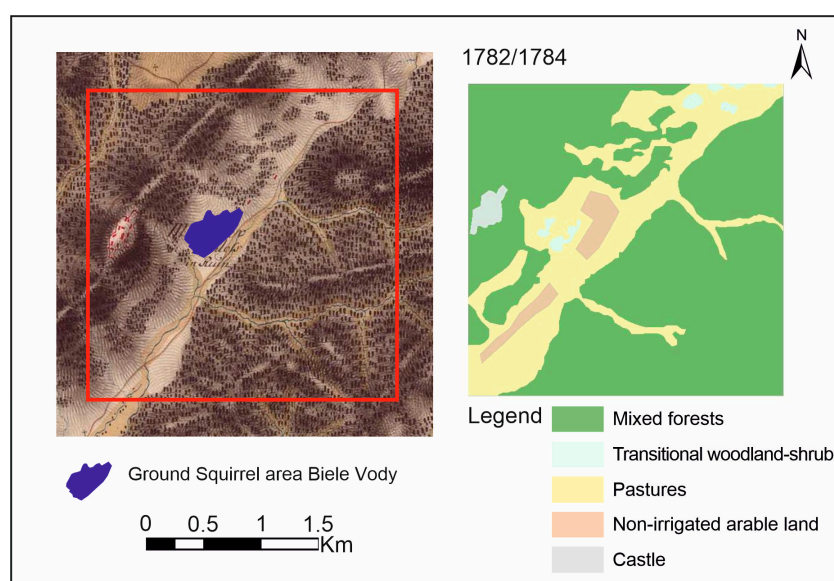 N
1782/1784
Legend
Mixed forests
Transitional woodland-shrub
Pastures
Non-irrigated arable land
Castle
Ground Squirrel area Biele Vody
0 0.5 1 1.5
Km